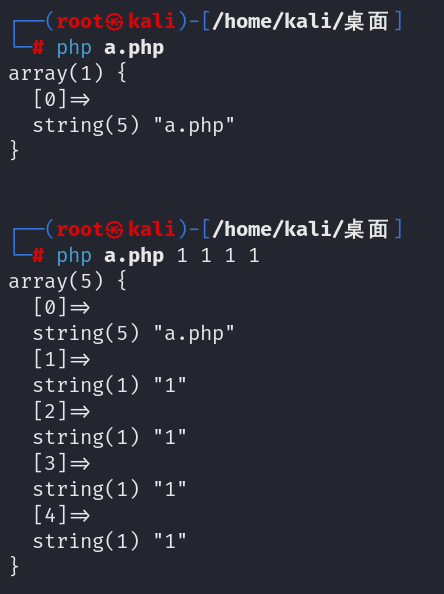 ┌──(root㉿kali)-[/home/kali/桌面]
└─# php a.php
array(1) {
  [0]=>
  string(5) "a.php"
}
┌──(root㉿kali)-[/home/kali/桌面]
└─# php a.php 1 1 1 1
array(5) {
  [0]=>
  string(5) "a.php"
  [1]=>
  string(1) "1"
  [2]=>
  string(1) "1"
  [3]=>
  string(1) "1"
  [4]=>
  string(1) "1"
}